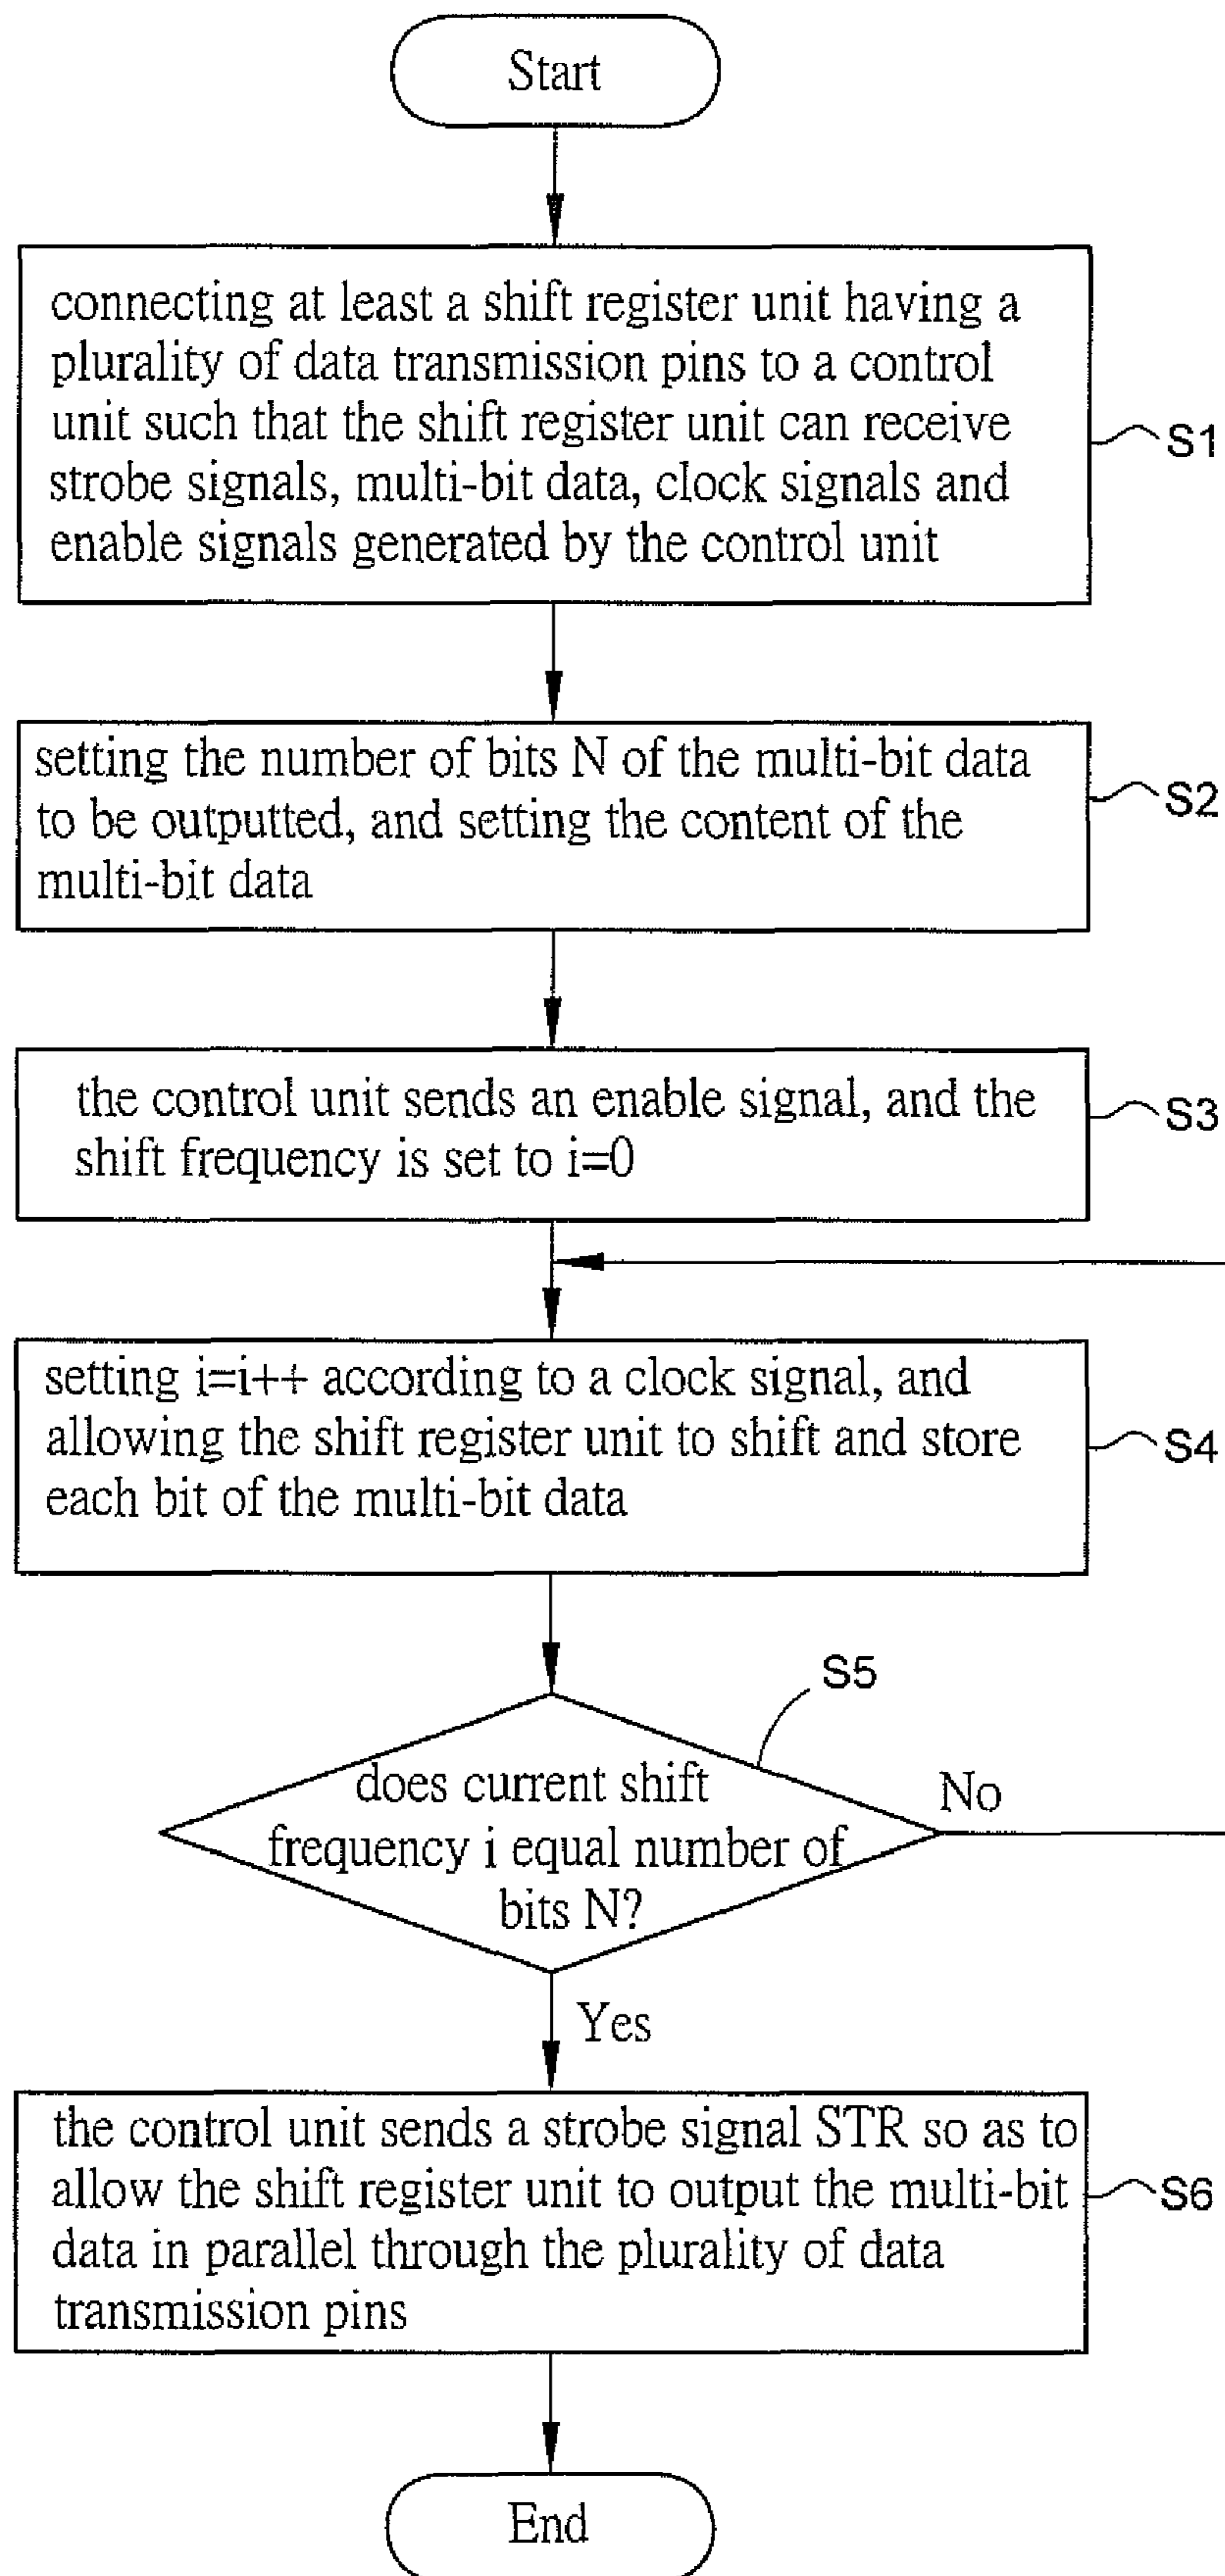 Start
connecting at least a shift register unit having a
plurality of data transmission pins to a control
unit such that the shift register unit can receive
strobe signals, multi-bit data, clock signals and
enable signals generated by the control unit
S1
setting the number of bits N of the multi-bit data
to be outputted, and setting the content of the
multi-bit data
S2
the control unit sends an enable signal, and the
shift frequency is set to i=0
S3
setting i=i++ according to a clock signal, and
allowing the shift register unit to shift and store
each bit of the multi-bit data
S4
S5
does current shift
frequency i equal number of
bits N?
No
Yes
the control unit sends a strobe signal STR so as to
allow the shift register unit to output the multi-bit
data in parallel through the plurality of data
transmission pins
S6
End